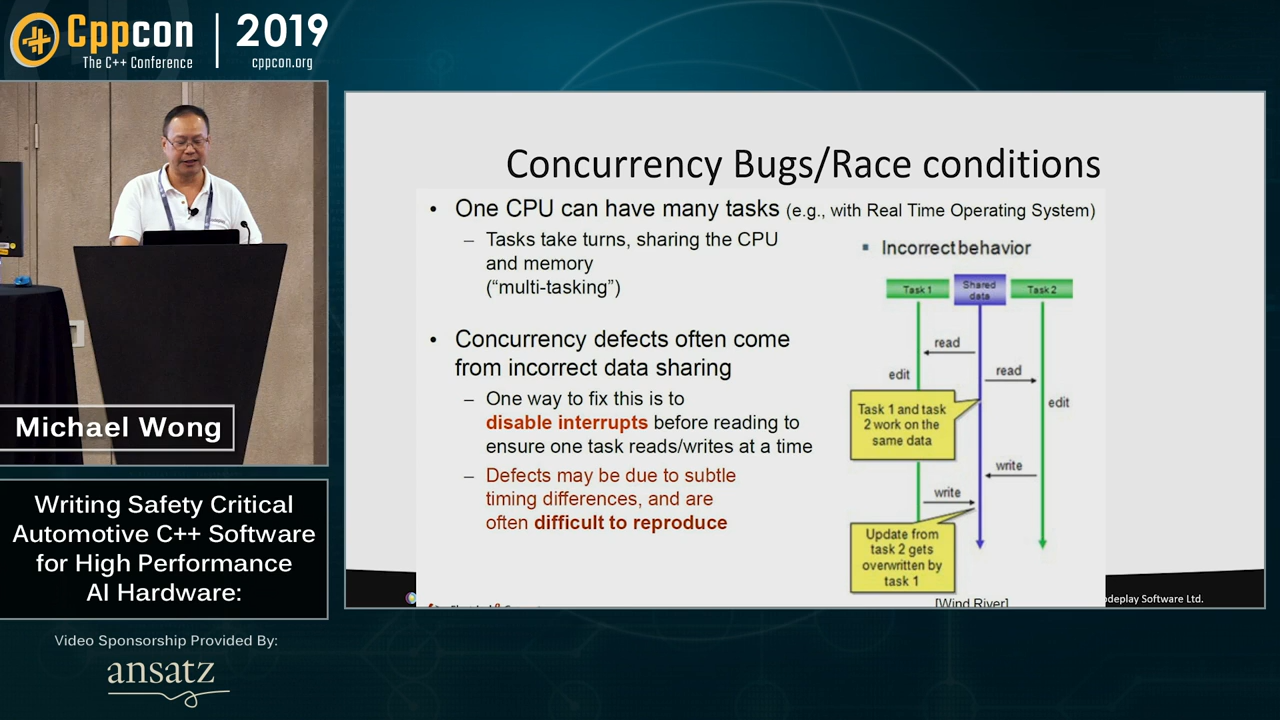 Cppcon
The C++ Conference
2019
cppcon.org
Michael Wong
Writing Safety Critical
Automotive C++ Software
for High Performance
AI Hardware:
Video Sponsorship Provided By:
ansatz
Concurrency Bugs/Race conditions
• One CPU can have many tasks (e.g., with Real Time Operating System)
– Tasks take turns, sharing the CPU
and memory
(“multi-tasking”)
• Concurrency defects often come
from incorrect data sharing
– One way to fix this is to
disable interrupts before reading to
ensure one task reads/writes at a time
– Defects may be due to subtle
timing differences, and are
often difficult to reproduce
▪ Incorrect behavior
Task 1
Shared
data
Task 2
read
edit
read
edit
Task 1 and task
2 work on the
same data
write
write
Update from
task 2 gets
overwritten by
task 1
[Wind River]
deplay Software Ltd.